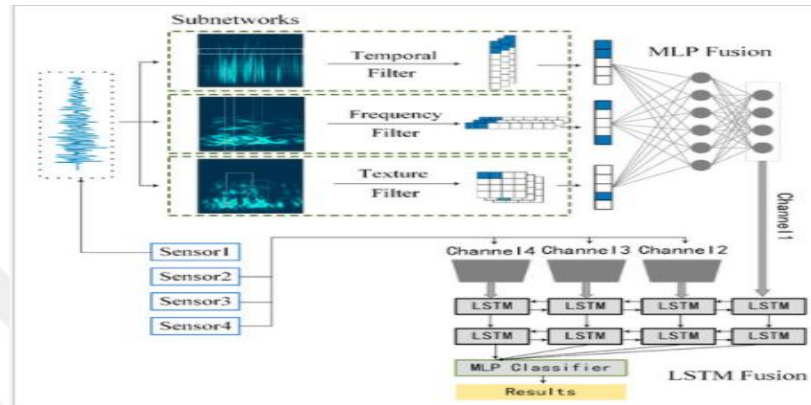 Subnetworks
Temporal
Filter
MLP Fusion
Frequency
Filter
Texture
Filter
Channel1
Sensor1
Sensor2
Sensor3
Sensor4
Channel4 Channel3 Channel2
LSTM LSTM LSTM LSTM
LSTM LSTM LSTM LSTM
MLP Classifier
LSTM Fusion
Results